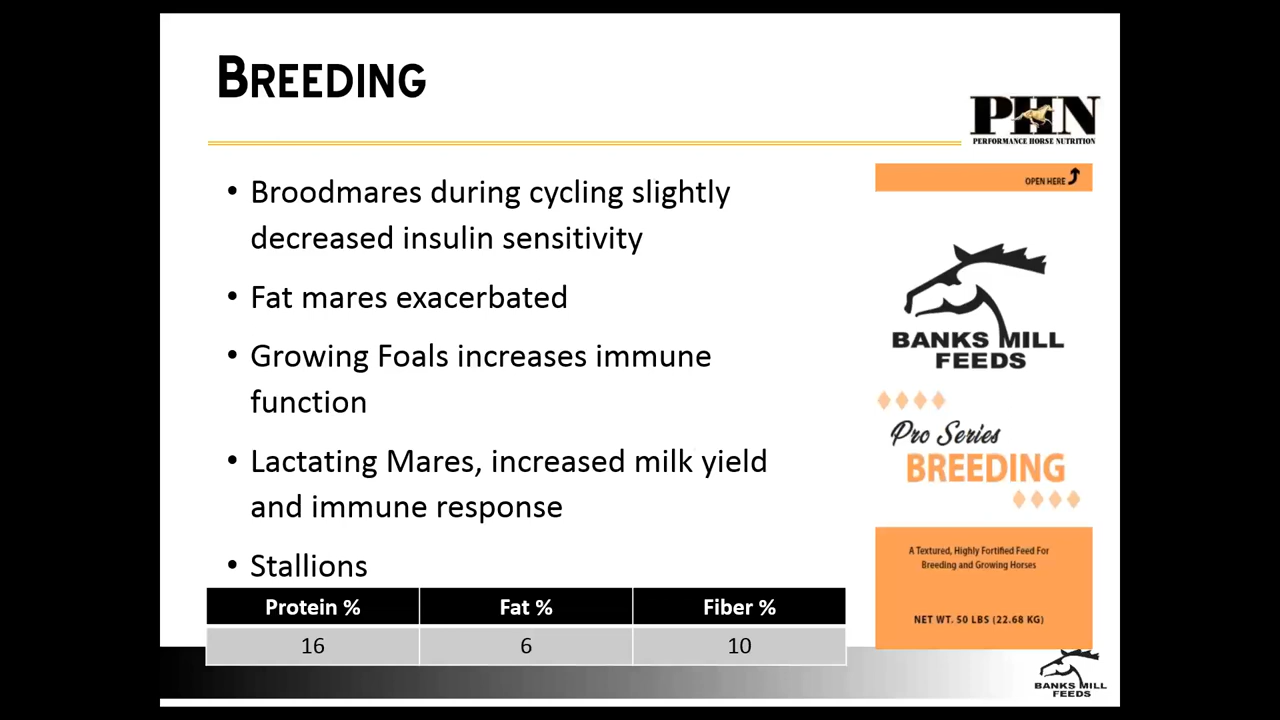 BREEDING
PHN
PERFORMANCE HORSE NUTRITION
• Broodmares during cycling slightly
decreased insulin sensitivity
• Fat mares exacerbated
• Growing Foals increases immune
function
• Lactating Mares, increased milk yield
and immune response
• Stallions
Protein % Fat % Fiber %
16 6 10
OPEN HERE
BANKS MILL
FEEDS
Pro Series
BREEDING
A Textured, Highly Fortified Feed For
Breeding and Growing Horses
NET WT. 50 LBS (22.68 KG)
BANKS MILL
FEEDS